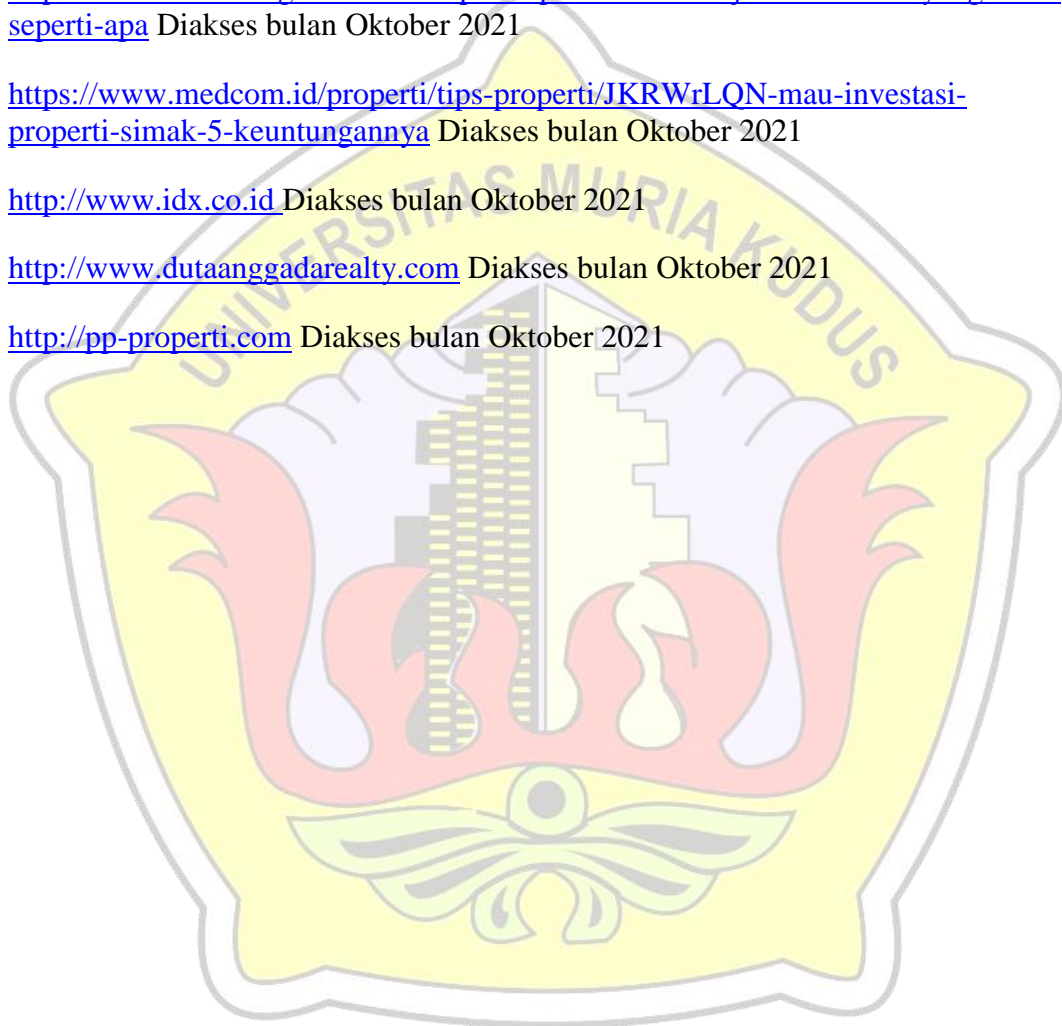 seperti-apa Diakses bulan Oktober 2021
https://www.medcom.id/properti/tips-properti/JKRWrLQN-mau-investasi-
properti-simak-5-keuntungannya Diakses bulan Oktober 2021
http://www.idx.co.id Diakses bulan Oktober 2021
http://www.dutaanggadarealty.com Diakses bulan Oktober 2021
http://pp-properti.com Diakses bulan Oktober 2021
UNIVERSITAS MURIA KUDUS